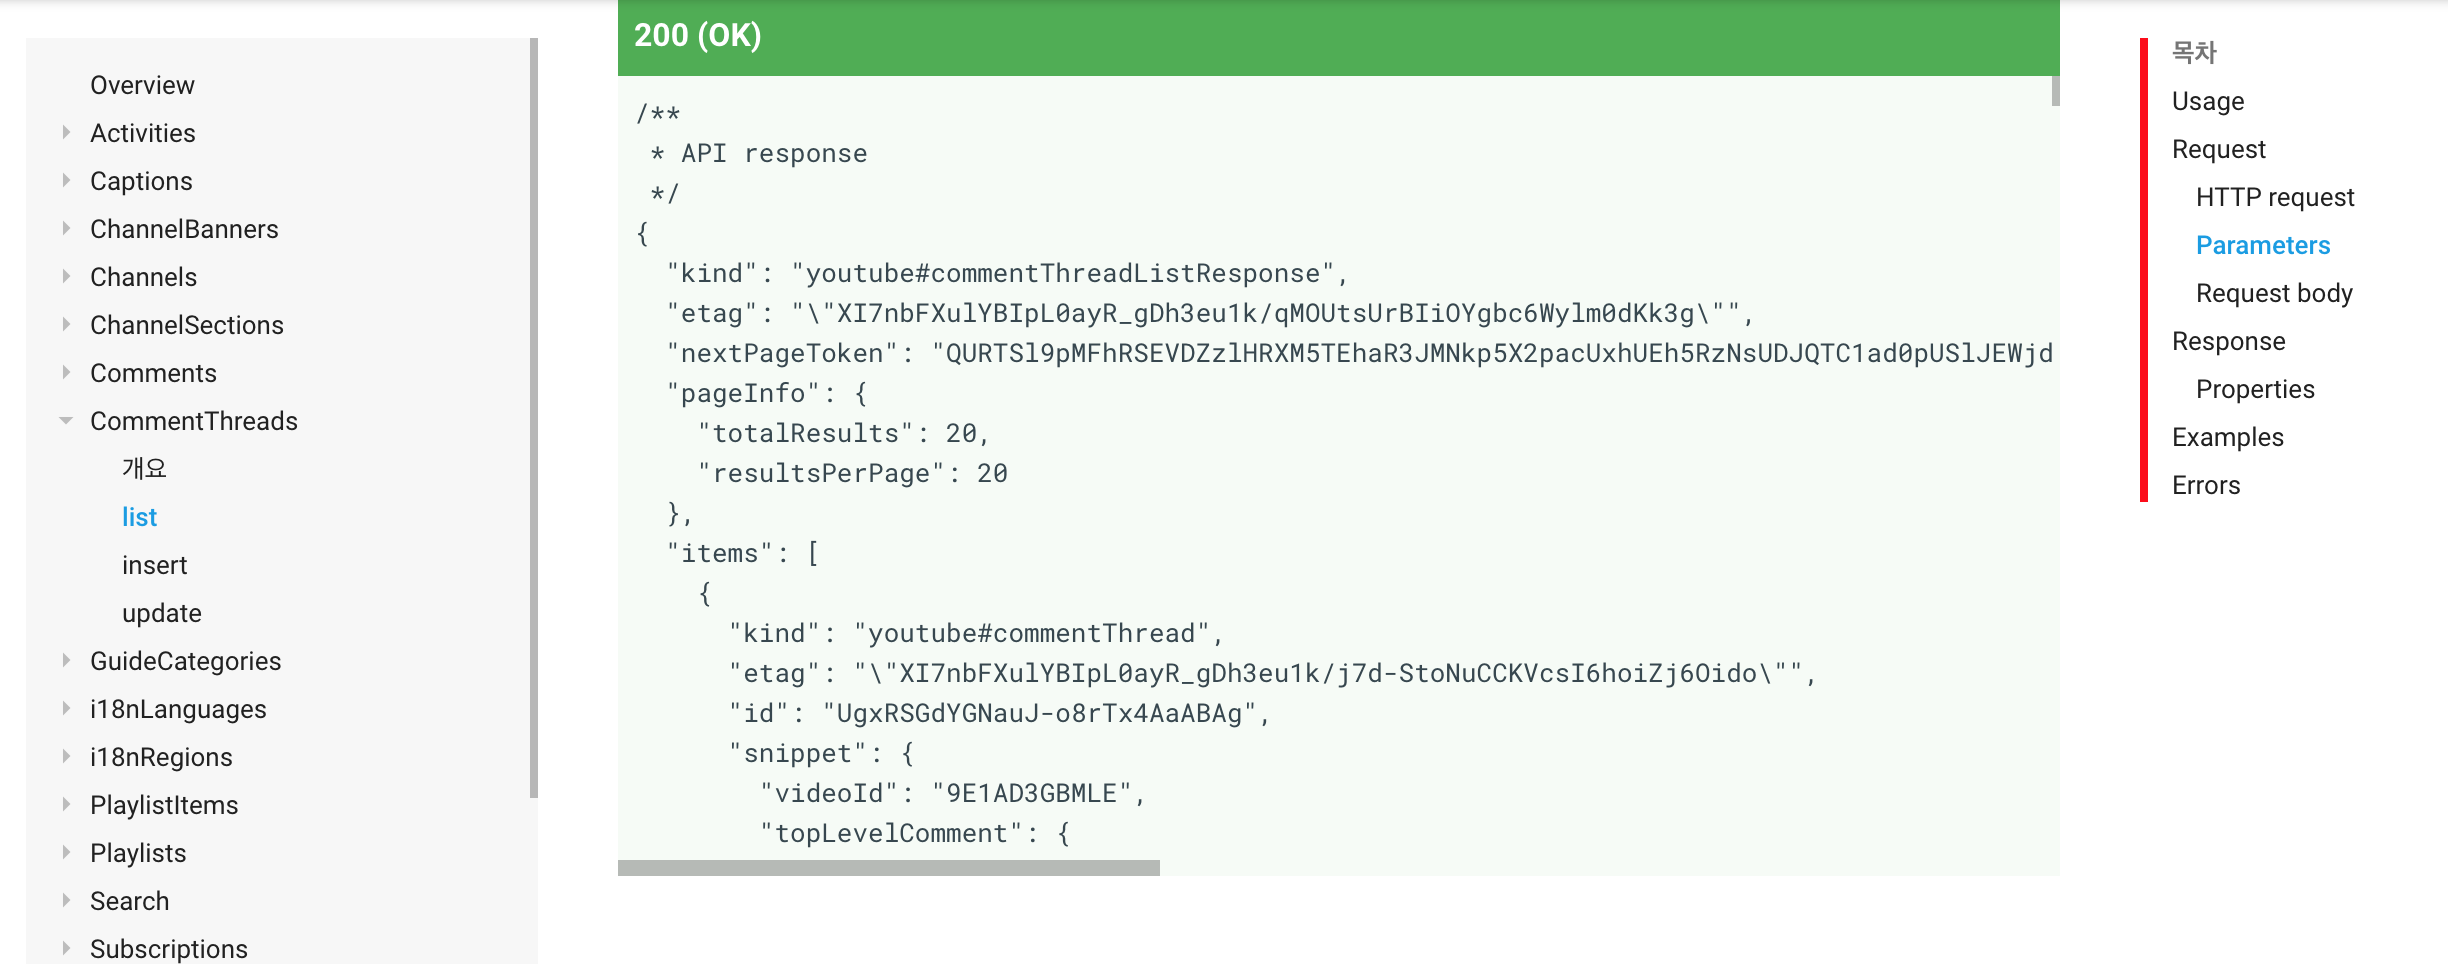 Overview
Activities
Captions
ChannelBanners
Channels
ChannelSections
Comments
CommentThreads
개요
list
insert
update
GuideCategories
i18nLanguages
i18nRegions
PlaylistItems
Playlists
Search
Subscriptions
200 (OK)
/**
 * API response
 */
{
  "kind": "youtube#commentThreadListResponse",
  "etag": "\"XI7nbFXulYBIpL0ayR_gDh3eu1k/qMOUtsUrBIiOYgbc6Wylm0dKk3g\"",
  "nextPageToken": "QURTSl9pMFhRSEVDZzlHRXM5TEhaR3JMNkp5X2pacUxhUEh5RzNsUDJQTC1ad0pUSlJEWjd
  "pageInfo": {
    "totalResults": 20,
    "resultsPerPage": 20
  },
  "items": [
    {
      "kind": "youtube#commentThread",
      "etag": "\"XI7nbFXulYBIpL0ayR_gDh3eu1k/j7d-StoNuCCKVcsI6hoiZj6Oido\"",
      "id": "UgxRSGdYGNauJ-o8rTx4AaABAg",
      "snippet": {
        "videoId": "9E1AD3GBMLE",
        "topLevelComment": {
목차
Usage
Request
HTTP request
Parameters
Request body
Response
Properties
Examples
Errors